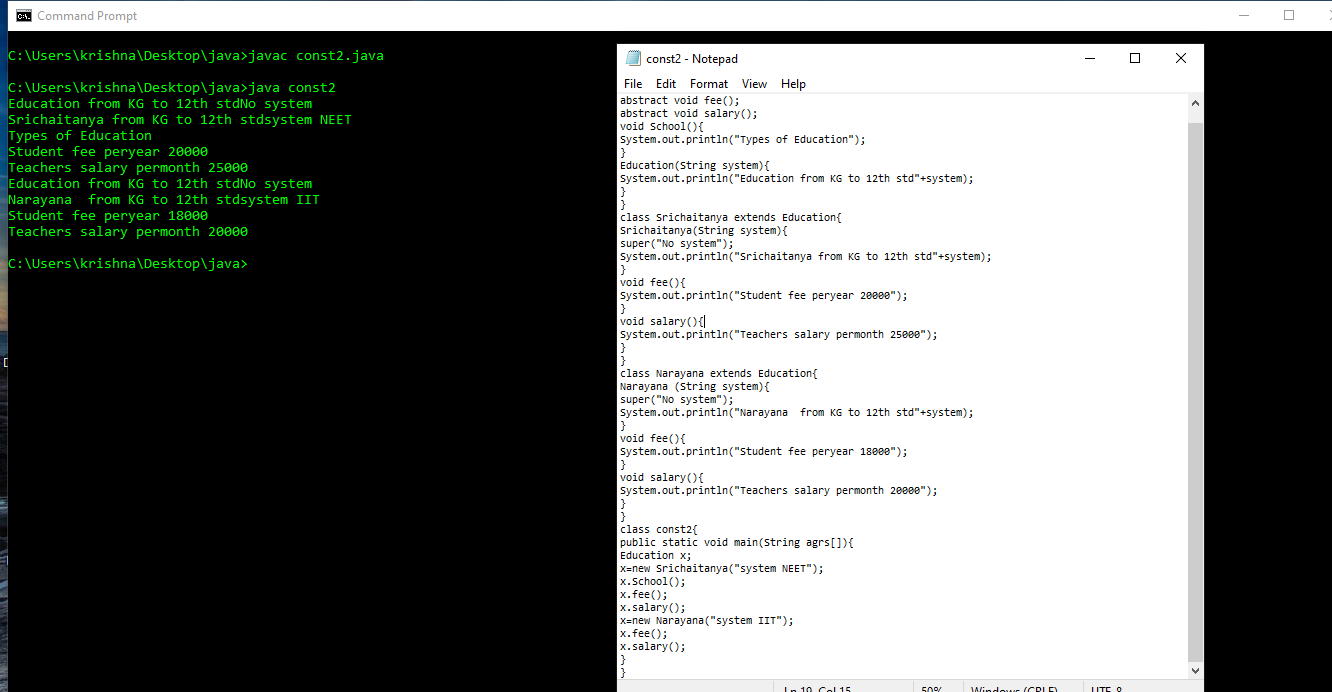 Command Prompt
C:\Users\krishna\Desktop\java>javac const2.java
C:\Users\krishna\Desktop\java>java const2
Education from KG to 12th stdNo system
Srichaitanya from KG to 12th stdsystem NEET
Types of Education
Student fee peryear 20000
Teachers salary permonth 25000
Education from KG to 12th stdNo system
Narayana  from KG to 12th stdsystem IIT
Student fee peryear 18000
Teachers salary permonth 20000
C:\Users\krishna\Desktop\java>
const2 - Notepad
File Edit Format View Help
abstract void fee();
abstract void salary();
void School(){
System.out.println("Types of Education");
}
Education(String system){
System.out.println("Education from KG to 12th std"+system);
}
}
class Srichaitanya extends Education{
Srichaitanya(String system){
super("No system");
System.out.println("Srichaitanya from KG to 12th std"+system);
}
void fee(){
System.out.println("Student fee peryear 20000");
}
void salary(){
System.out.println("Teachers salary permonth 25000");
}
}
class Narayana extends Education{
Narayana (String system){
super("No system");
System.out.println("Narayana  from KG to 12th std"+system);
}
void fee(){
System.out.println("Student fee peryear 18000");
}
void salary(){
System.out.println("Teachers salary permonth 20000");
}
}
class const2{
public static void main(String agrs[]){
Education x;
x=new Srichaitanya("system NEET");
x.School();
x.fee();
x.salary();
x=new Narayana("system IIT");
x.fee();
x.salary();
}
}
Ln 19, Col 15 50% Windows (CRLF) UTF-8